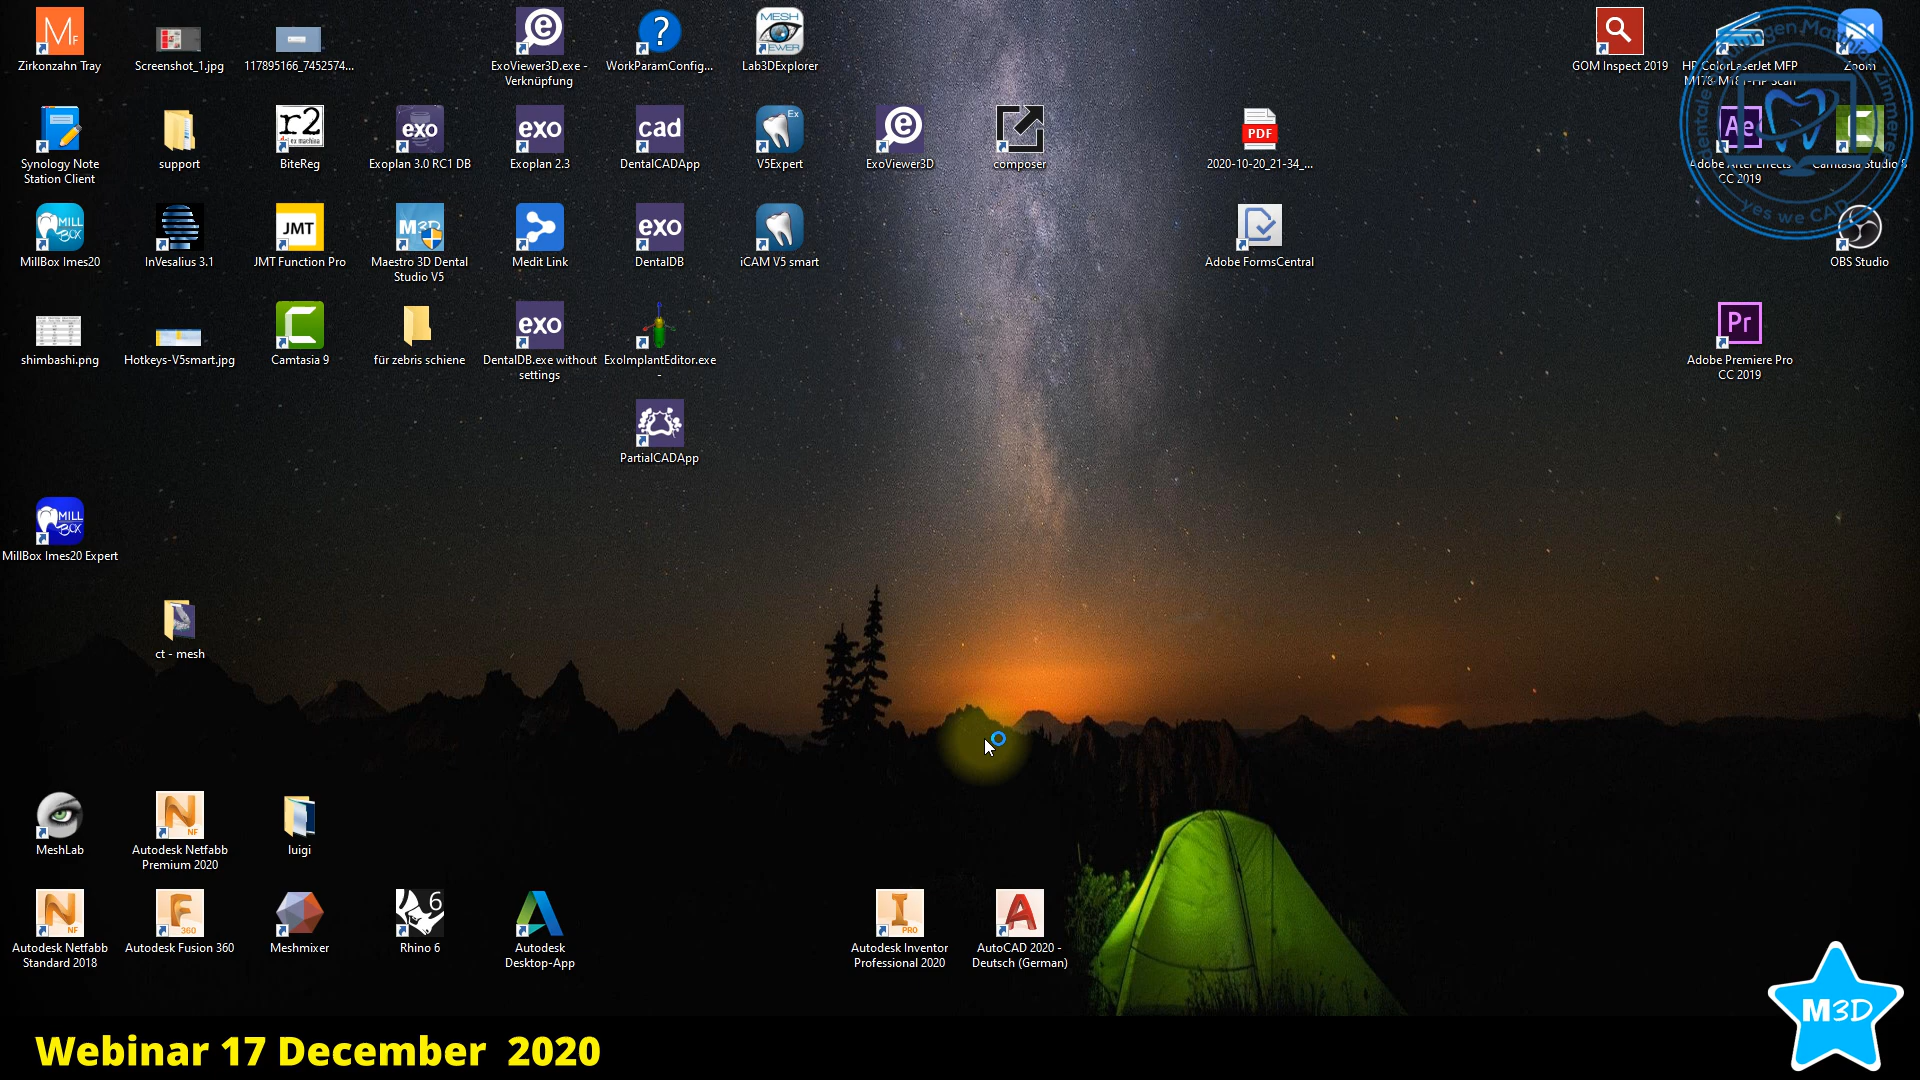 Zirkonzahn Tray
Screenshot_1.jpg
117895166_7452574...
ExoViewer3D.exe -
Verknüpfung
WorkParamConfig...
Lab3DExplorer
GOM Inspect 2019
HP ColorLaserJet MFP
M178-M181-HP Scan
Zoom
Synology Note
Station Client
support
BiteReg
Exoplan 3.0 RC1 DB
Exoplan 2.3
DentalCADApp
V5Expert
ExoViewer3D
composer
2020-10-20_21-34_...
Adobe After Effects
CC 2019
Camtasia Studio 8
yes we CAD
MillBox Imes20
InVesalius 3.1
JMT Function Pro
Maestro 3D Dental
Studio V5
Medit Link
DentalDB
iCAM V5 smart
Adobe FormsCentral
OBS Studio
shimbashi.png
Hotkeys-V5smart.jpg
Camtasia 9
für zebris schiene
DentalDB.exe without
settings
ExoImplantEditor.exe
-
Adobe Premiere Pro
CC 2019
PartialCADApp
MillBox Imes20 Expert
ct - mesh
MeshLab
Autodesk Netfabb
Premium 2020
luigi
Autodesk Netfabb
Standard 2018
Autodesk Fusion 360
Meshmixer
Rhino 6
Autodesk
Desktop-App
Autodesk Inventor
Professional 2020
AutoCAD 2020 -
Deutsch (German)
M3D
Webinar 17 December 2020